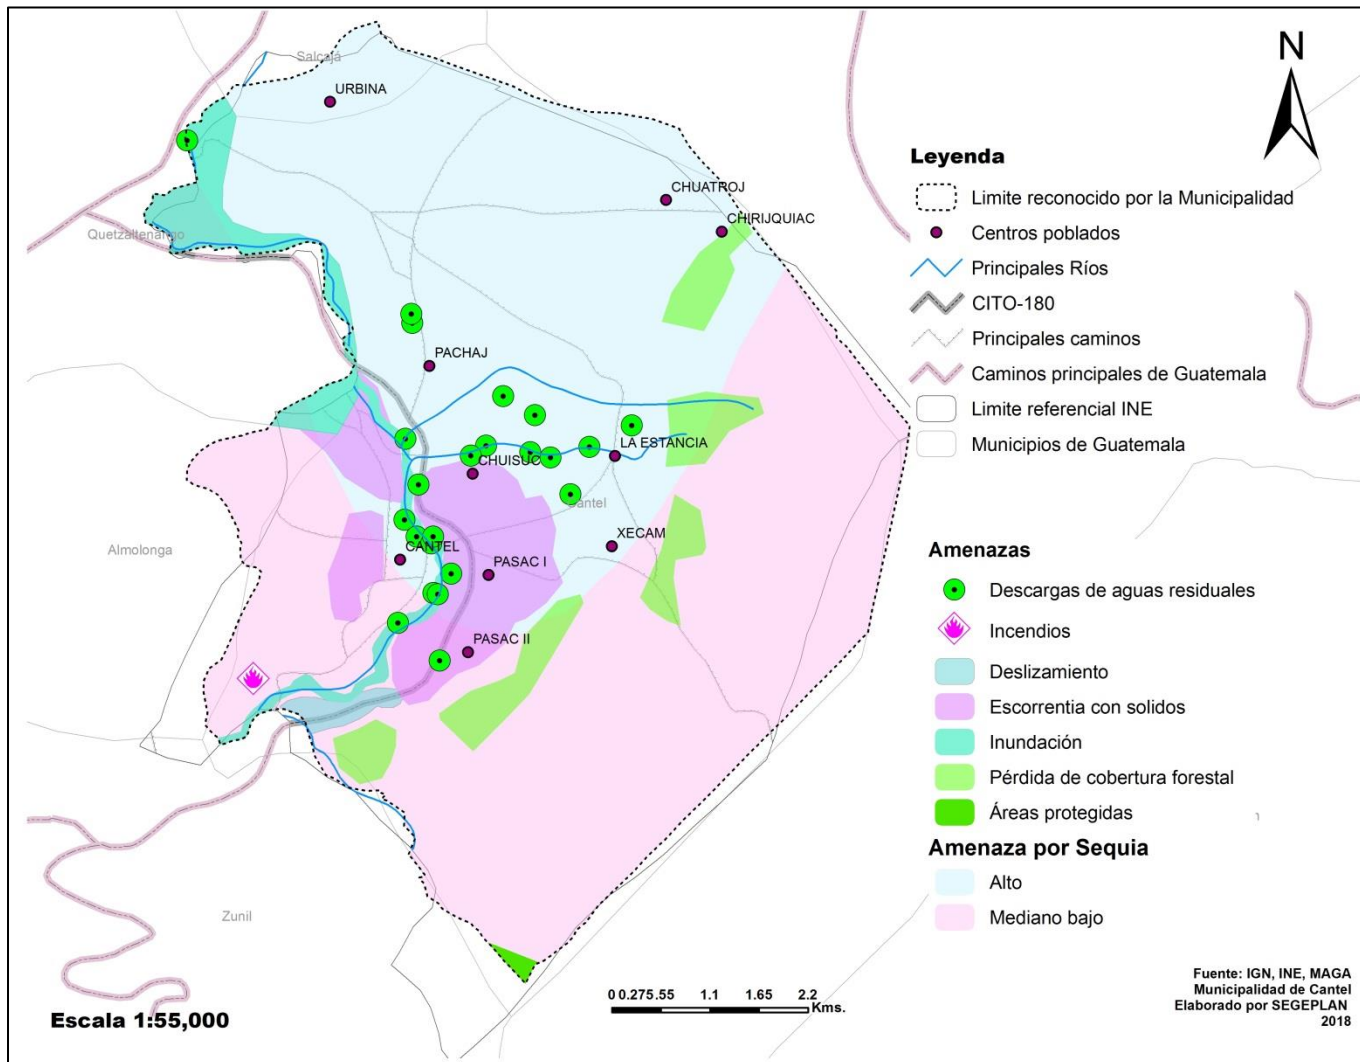 Salcajá
URBINA
N
CHUATROJ
CHIRIJQUIAC
PACHAJ
LA ESTANCIA
CHUISUC
Cantel
XECAM
Almolonga
CANTEL
PASAC I
PASAC II
Zunil
Escala 1:55,000
0 0.275.55 1.1 1.65 2.2
Kms.
Leyenda
Limite reconocido por la Municipalidad
Centros poblados
Principales Ríos
CITO-180
Principales caminos
Caminos principales de Guatemala
Limite referencial INE
Municipios de Guatemala
Amenazas
Descargas de aguas residuales
Incendios
Deslizamiento
Escorrentia con solidos
Inundación
Pérdida de cobertura forestal
Áreas protegidas
Amenaza por Sequia
Alto
Mediano bajo
Fuente: IGN, INE, MAGA
Municipalidad de Cantel
Elaborado por SEGEPLAN
2018